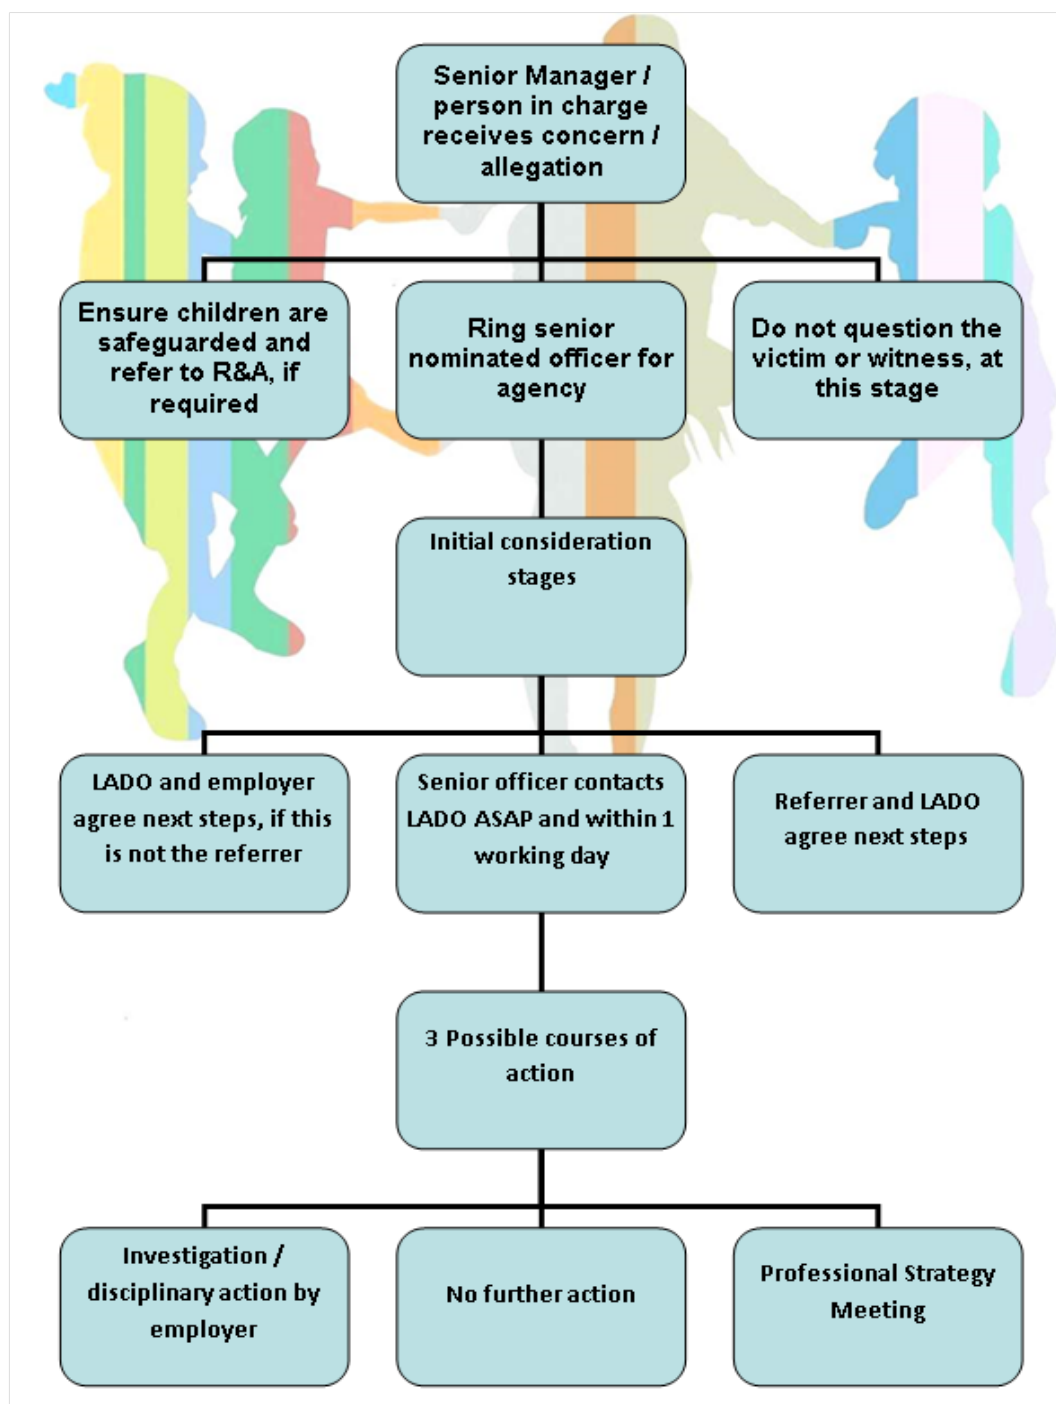 Senior Manager /
person in charge
receives concern /
allegation
Ensure children are
safeguarded and
refer to R&A, if
required
Ring senior
nominated officer for
agency
Do not question the
victim or witness, at
this stage
Initial consideration
stages
LADO and employer
agree next steps, if this
is not the referrer
Senior officer contacts
LADO ASAP and within 1
working day
Referrer and LADO
agree next steps
3 Possible courses of
action
Investigation /
disciplinary action by
employer
No further action
Professional Strategy
Meeting